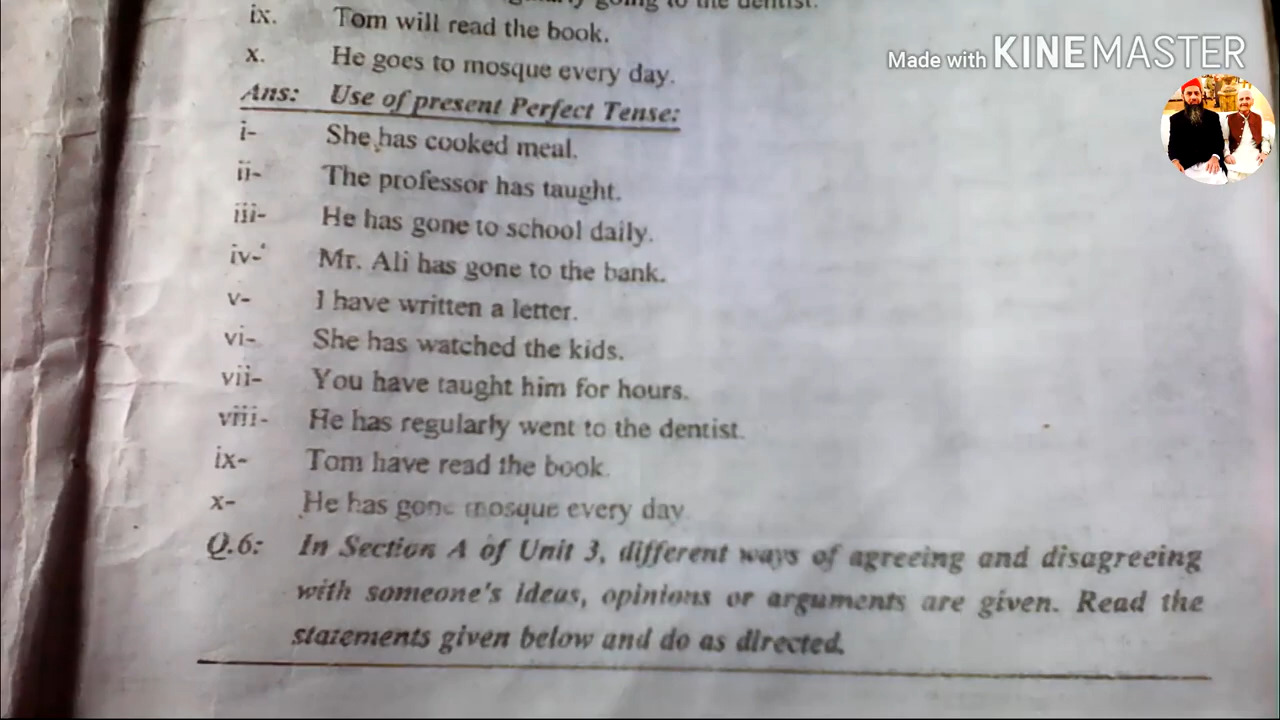 going to the dentist.
ix. Tom will read the book.
x. He goes to mosque every day.
Made with KINEMASTER
Ans: Use of present Perfect Tense:
i- She has cooked meal.
ii- The professor has taught.
iii- He has gone to school daily.
iv- Mr. Ali has gone to the bank.
v- I have written a letter.
vi- She has watched the kids.
vii- You have taught him for hours.
viii- He has regularly went to the dentist.
ix- Tom have read the book.
x- He has gone mosque every day.
Q.6: In Section A of Unit 3, different ways of agreeing and disagreeing
with someone's ideas, opinions or arguments are given. Read the
statements given below and do as directed.